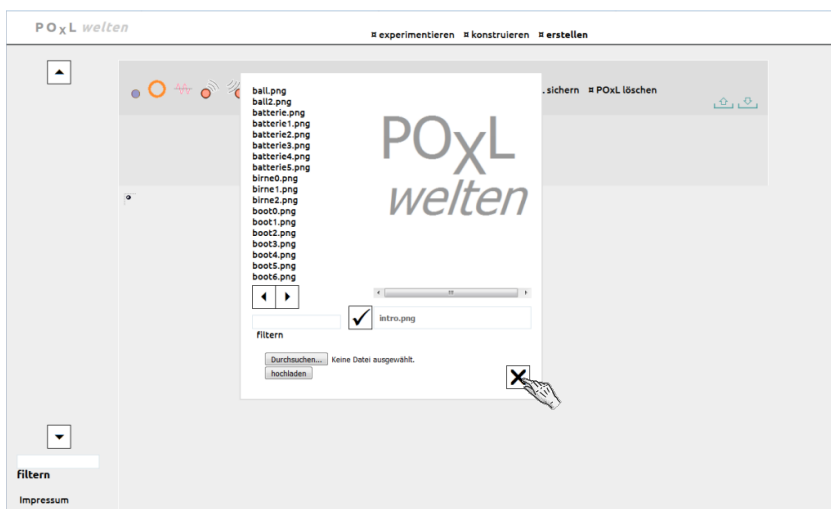 POXL welten
¤ experimentieren ¤ konstruieren ¤ erstellen
. sichern ¤ POxL löschen
ball.png
ball2.png
batterie.png
batterie1.png
batterie2.png
batterie3.png
batterie4.png
batterie5.png
birne0.png
birne1.png
birne2.png
boot0.png
boot1.png
boot2.png
boot3.png
boot4.png
boot5.png
boot6.png
POXL
welten
intro.png
filtern
Durchsuchen... Keine Datei ausgewählt.
hochladen
filtern
Impressum